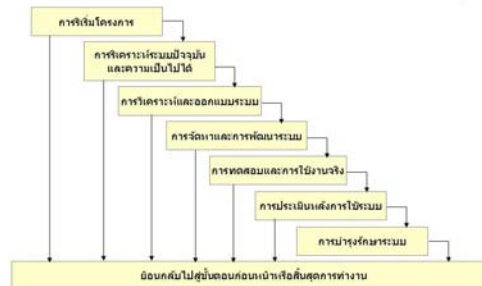 การริเริ่มโครงการ
การวิเคราะห์ระบบปัจจุบัน
และความเป็นไปได้
การวิเคราะห์และออกแบบระบบ
การจัดหาและการพัฒนาระบบ
การทดสอบและการใช้งานจริง
การประเมินหลังการใช้ระบบ
การบำรุงรักษาระบบ
ย้อนกลับไปสู่ขั้นตอนก่อนหน้าหรือสิ้นสุดการทำงาน